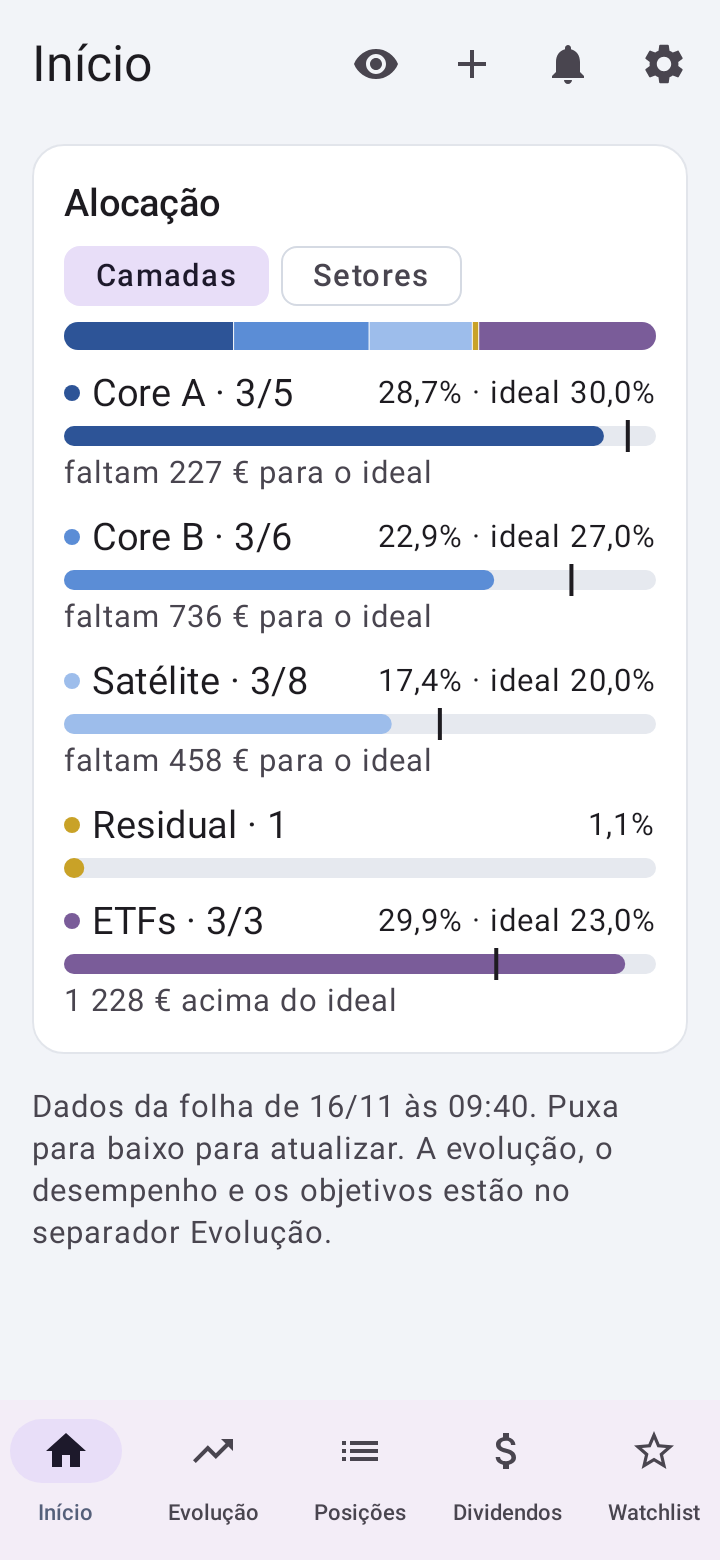 Início
Alocação
Camadas Setores
Core A · 3/5 28,7% · ideal 30,0%
faltam 227 € para o ideal
Core B · 3/6 22,9% · ideal 27,0%
faltam 736 € para o ideal
Satélite · 3/8 17,4% · ideal 20,0%
faltam 458 € para o ideal
Residual · 1 1,1%
ETFs · 3/3 29,9% · ideal 23,0%
1 228 € acima do ideal
Dados da folha de 16/11 às 09:40. Puxa
para baixo para atualizar. A evolução, o
desempenho e os objetivos estão no
separador Evolução.
Início Evolução Posições Dividendos Watchlist